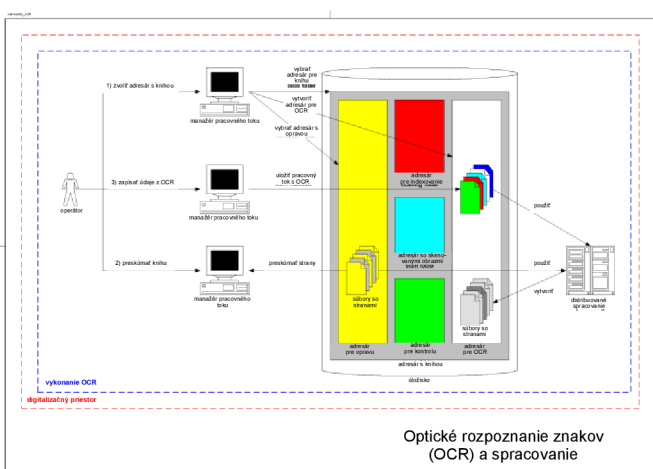 1) zvoliť adresár s knihou
manažér pracovného toku
vybrať
adresár pre
knihu
vytvoriť
adresár pre
OCR
vybrať adresár s
opravou
operátor
3) zapísať údaje z OCR
manažér pracovného toku
uložiť pracovný
tok s OCR
adresár
pre indexovanie
použiť
2) preskúmať knihu
manažér pracovného
toku
preskúmať strany
adresár so skeno-
vanými obrazmi
použiť
vytvoriť
distribuované
spracovanie
súbory so
stranami
súbory so
stranami
adresár
pre opravu
adresár
pre kontrolu
adresár
pre OCR
adresár s knihou
úložisko
vykonanie OCR
digitalizačný priestor
Optické rozpoznanie znakov
(OCR) a spracovanie